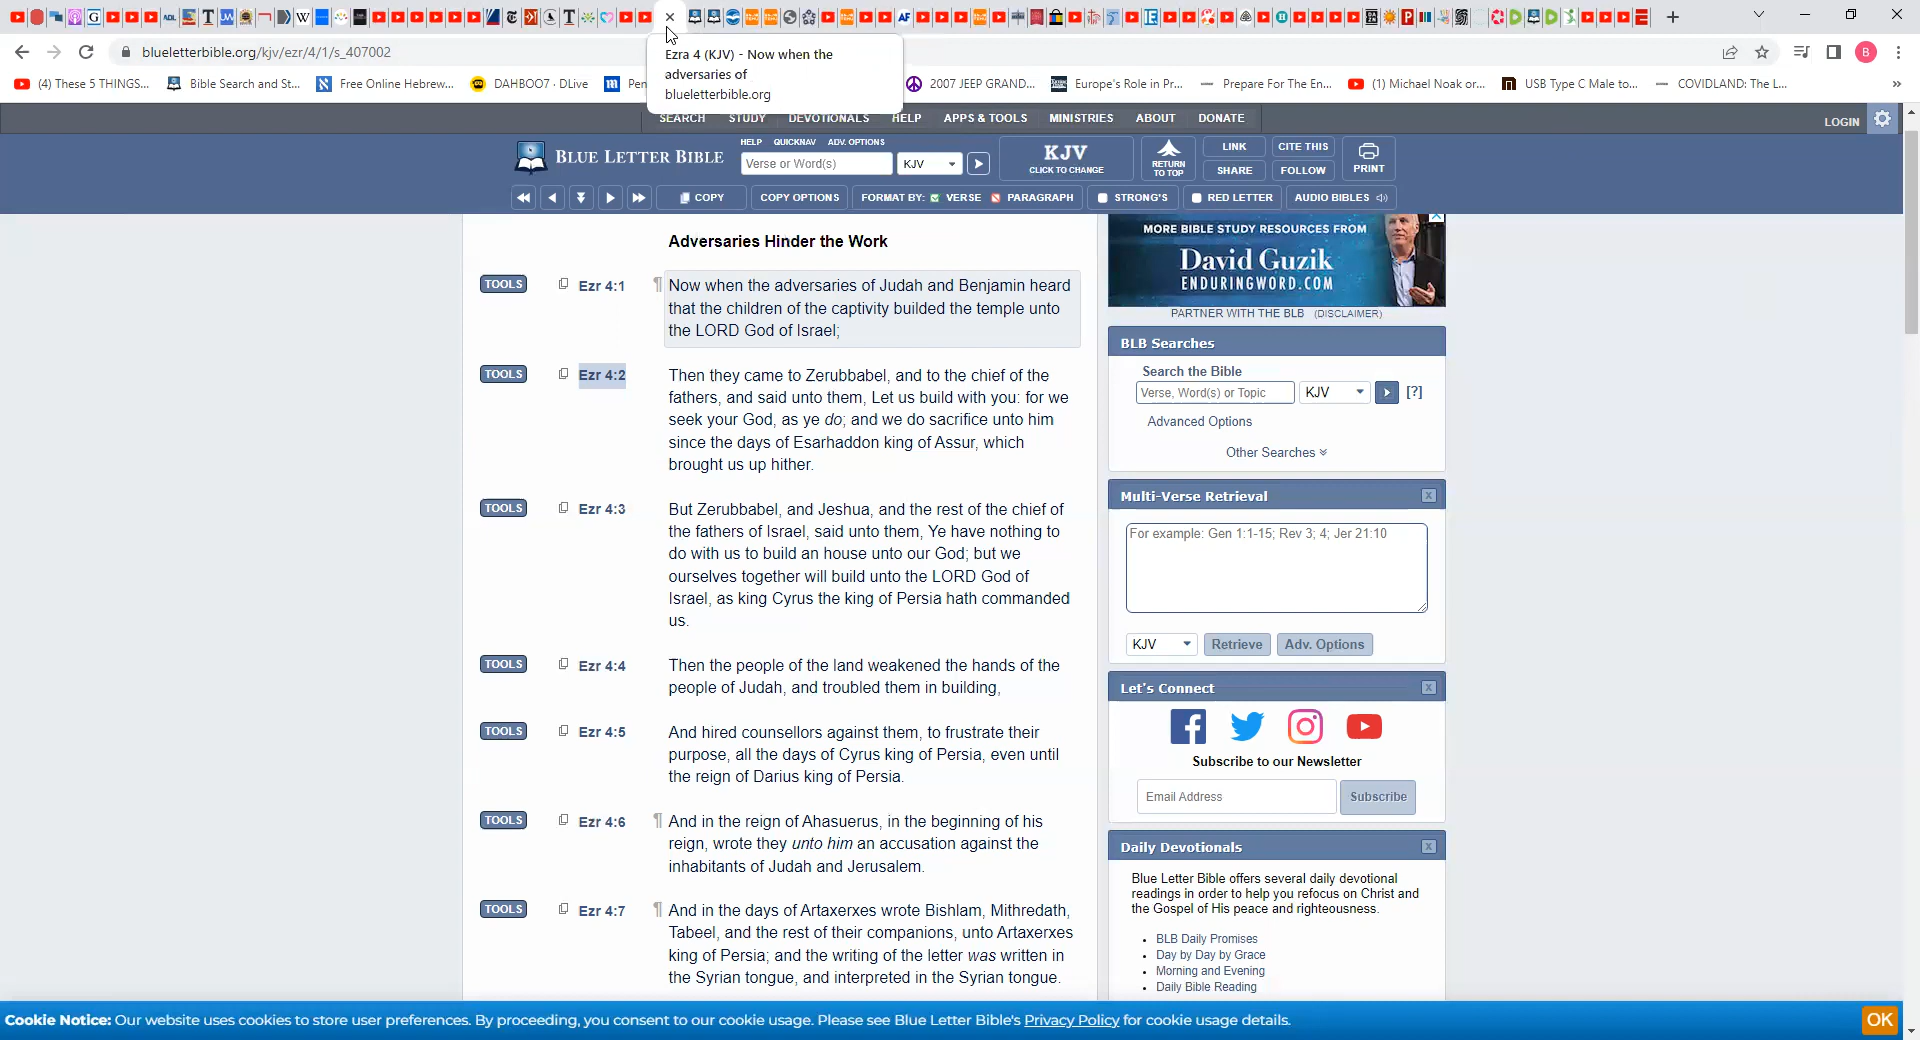 blueletterbible.org/kjv/ezr/4/1/s_407002
Ezra 4 (KJV) - Now when the
adversaries of
blueletterbible.org
(4) These 5 THINGS...
Bible Search and St...
Free Online Hebrew...
DAHBOO7 · DLive
2007 JEEP GRAND...
Europe's Role in Pr...
Prepare For The En...
(1) Michael Noak or...
USB Type C Male to...
COVIDLAND: The L...
SEARCH STUDY DEVOTIONALS HELP APPS & TOOLS MINISTRIES ABOUT DONATE
LOGIN
BLUE LETTER BIBLE
HELP QUICKNAV ADV. OPTIONS
Verse or Word(s)
KJV
KJV
CLICK TO CHANGE
RETURN
TO TOP
LINK
CITE THIS
SHARE
FOLLOW
PRINT
COPY
COPY OPTIONS
FORMAT BY: VERSE PARAGRAPH
STRONG'S
RED LETTER
AUDIO BIBLES
Adversaries Hinder the Work
TOOLS Ezr 4:1 ¶ Now when the adversaries of Judah and Benjamin heard
that the children of the captivity builded the temple unto
the LORD God of Israel;
TOOLS Ezr 4:2 Then they came to Zerubbabel, and to the chief of the
fathers, and said unto them, Let us build with you: for we
seek your God, as ye do; and we do sacrifice unto him
since the days of Esarhaddon king of Assur, which
brought us up hither.
TOOLS Ezr 4:3 But Zerubbabel, and Jeshua, and the rest of the chief of
the fathers of Israel, said unto them, Ye have nothing to
do with us to build an house unto our God; but we
ourselves together will build unto the LORD God of
Israel, as king Cyrus the king of Persia hath commanded
us.
TOOLS Ezr 4:4 Then the people of the land weakened the hands of the
people of Judah, and troubled them in building,
TOOLS Ezr 4:5 And hired counsellors against them, to frustrate their
purpose, all the days of Cyrus king of Persia, even until
the reign of Darius king of Persia.
TOOLS Ezr 4:6 ¶ And in the reign of Ahasuerus, in the beginning of his
reign, wrote they unto him an accusation against the
inhabitants of Judah and Jerusalem.
TOOLS Ezr 4:7 ¶ And in the days of Artaxerxes wrote Bishlam, Mithredath,
Tabeel, and the rest of their companions, unto Artaxerxes
king of Persia; and the writing of the letter was written in
the Syrian tongue, and interpreted in the Syrian tongue.
MORE BIBLE STUDY RESOURCES FROM
David Guzik
ENDURINGWORD.COM
PARTNER WITH THE BLB (DISCLAIMER)
BLB Searches
Search the Bible
Verse, Word(s) or Topic
KJV
[?]
Advanced Options
Other Searches
Multi-Verse Retrieval
For example: Gen 1:1-15; Rev 3; 4; Jer 21:10
KJV
Retrieve
Adv. Options
Let's Connect
Subscribe to our Newsletter
Email Address
Subscribe
Daily Devotionals
Blue Letter Bible offers several daily devotional
readings in order to help you refocus on Christ and
the Gospel of His peace and righteousness.
BLB Daily Promises
Day by Day by Grace
Morning and Evening
Daily Bible Reading
Cookie Notice: Our website uses cookies to store user preferences. By proceeding, you consent to our cookie usage. Please see Blue Letter Bible's Privacy Policy for cookie usage details.
OK